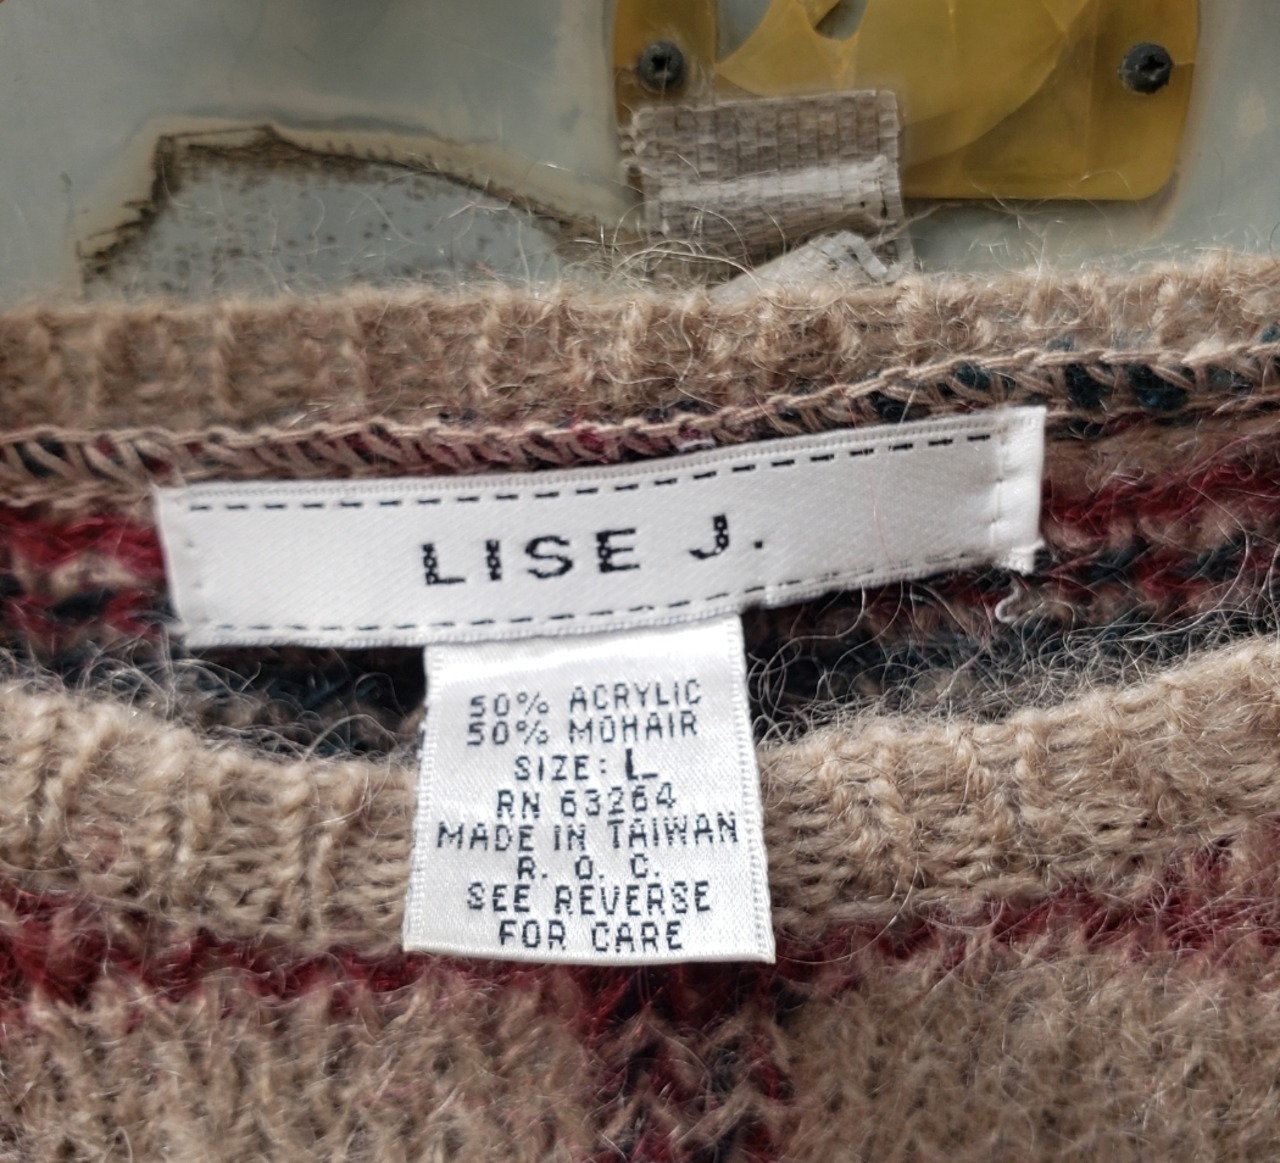 LISE J.
50% ACRYLIC
50% MOHAIR
SIZE: L
RN 63264
MADE IN TAIWAN
R. O. C.
SEE REVERSE
FOR CARE